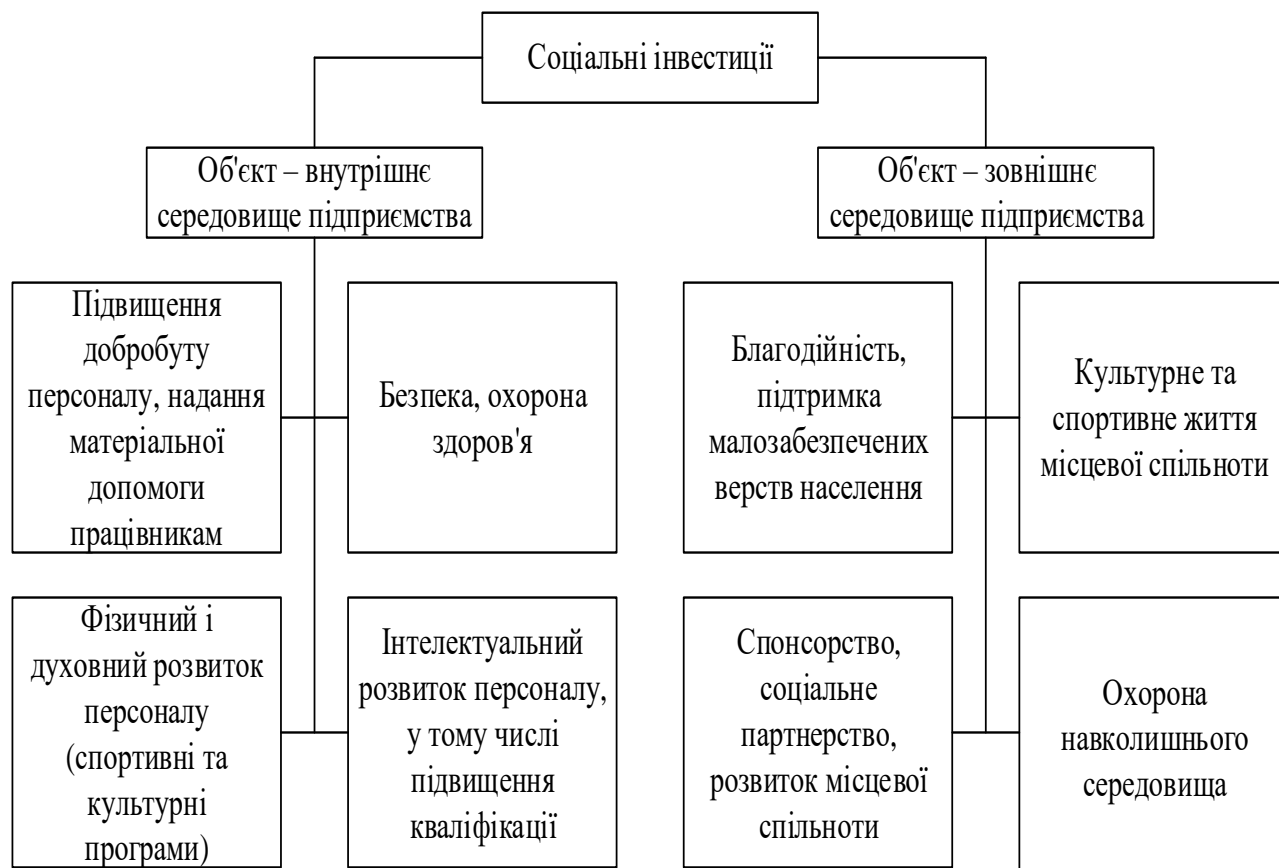 Соціальні інвестиції
Об'єкт – внутрішнє
середовище підприємства
Об'єкт – зовнішнє
середовище підприємства
Підвищення
добробуту
персоналу, надання
матеріальної
допомоги
працівникам
Безпека, охорона
здоров'я
Благодійність,
підтримка
малозабезпечених
верств населення
Культурне та
спортивне життя
місцевої спільноти
Фізичний і
духовний розвиток
персоналу
(спортивні та
культурні
програми)
Інтелектуальний
розвиток персоналу,
у тому числі
підвищення
кваліфікації
Спонсорство,
соціальне
партнерство,
розвиток місцевої
спільноти
Охорона
навколишнього
середовища